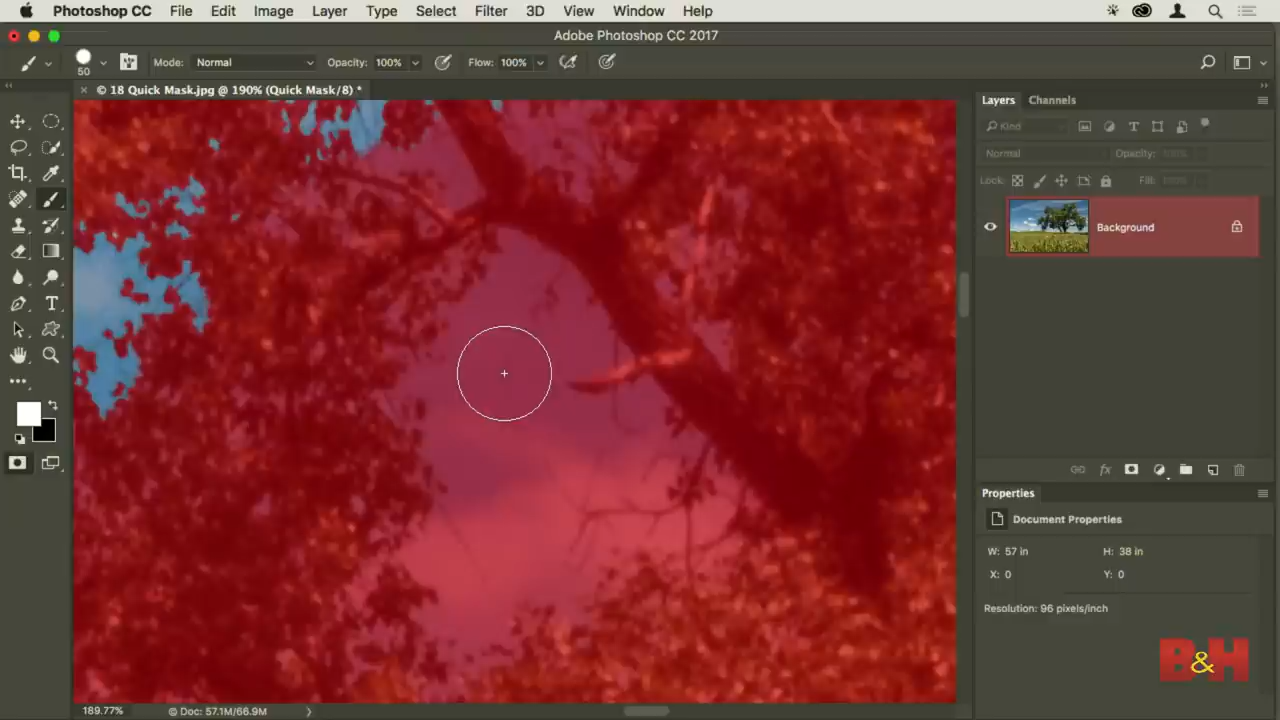 Photoshop CC File Edit Image Layer Type Select Filter 3D View Window Help
Adobe Photoshop CC 2017
50 Mode: Normal Opacity: 100% Flow: 100%
× © 18 Quick Mask.jpg @ 190% (Quick Mask/8) *
Layers Channels
Kind
Normal Opacity: 100%
Lock: Fill: 100%
Background
fx
Properties
Document Properties
W: 57 in H: 38 in
X: 0 Y: 0
Resolution: 96 pixels/inch
B&H
189.77% © Doc: 57.1M/66.9M